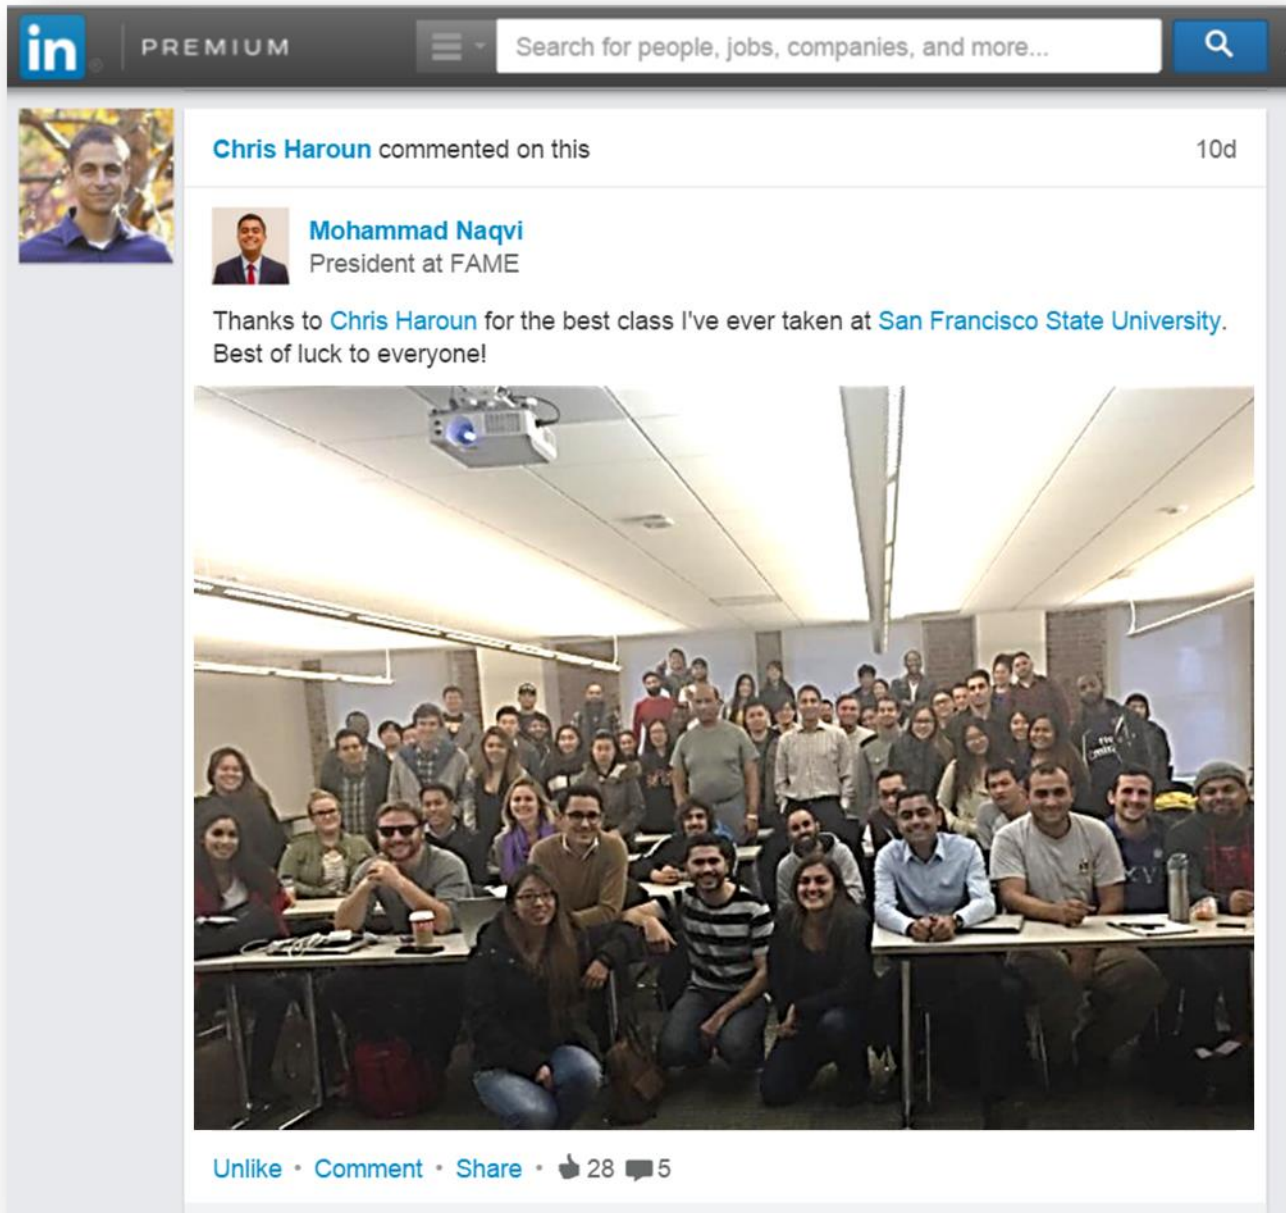 in
PREMIUM
Search for people, jobs, companies, and more...
Chris Haroun commented on this
10d
Mohammad Naqvi
President at FAME
Thanks to Chris Haroun for the best class I've ever taken at San Francisco State University.
Best of luck to everyone!
Unlike • Comment • Share • 28 5